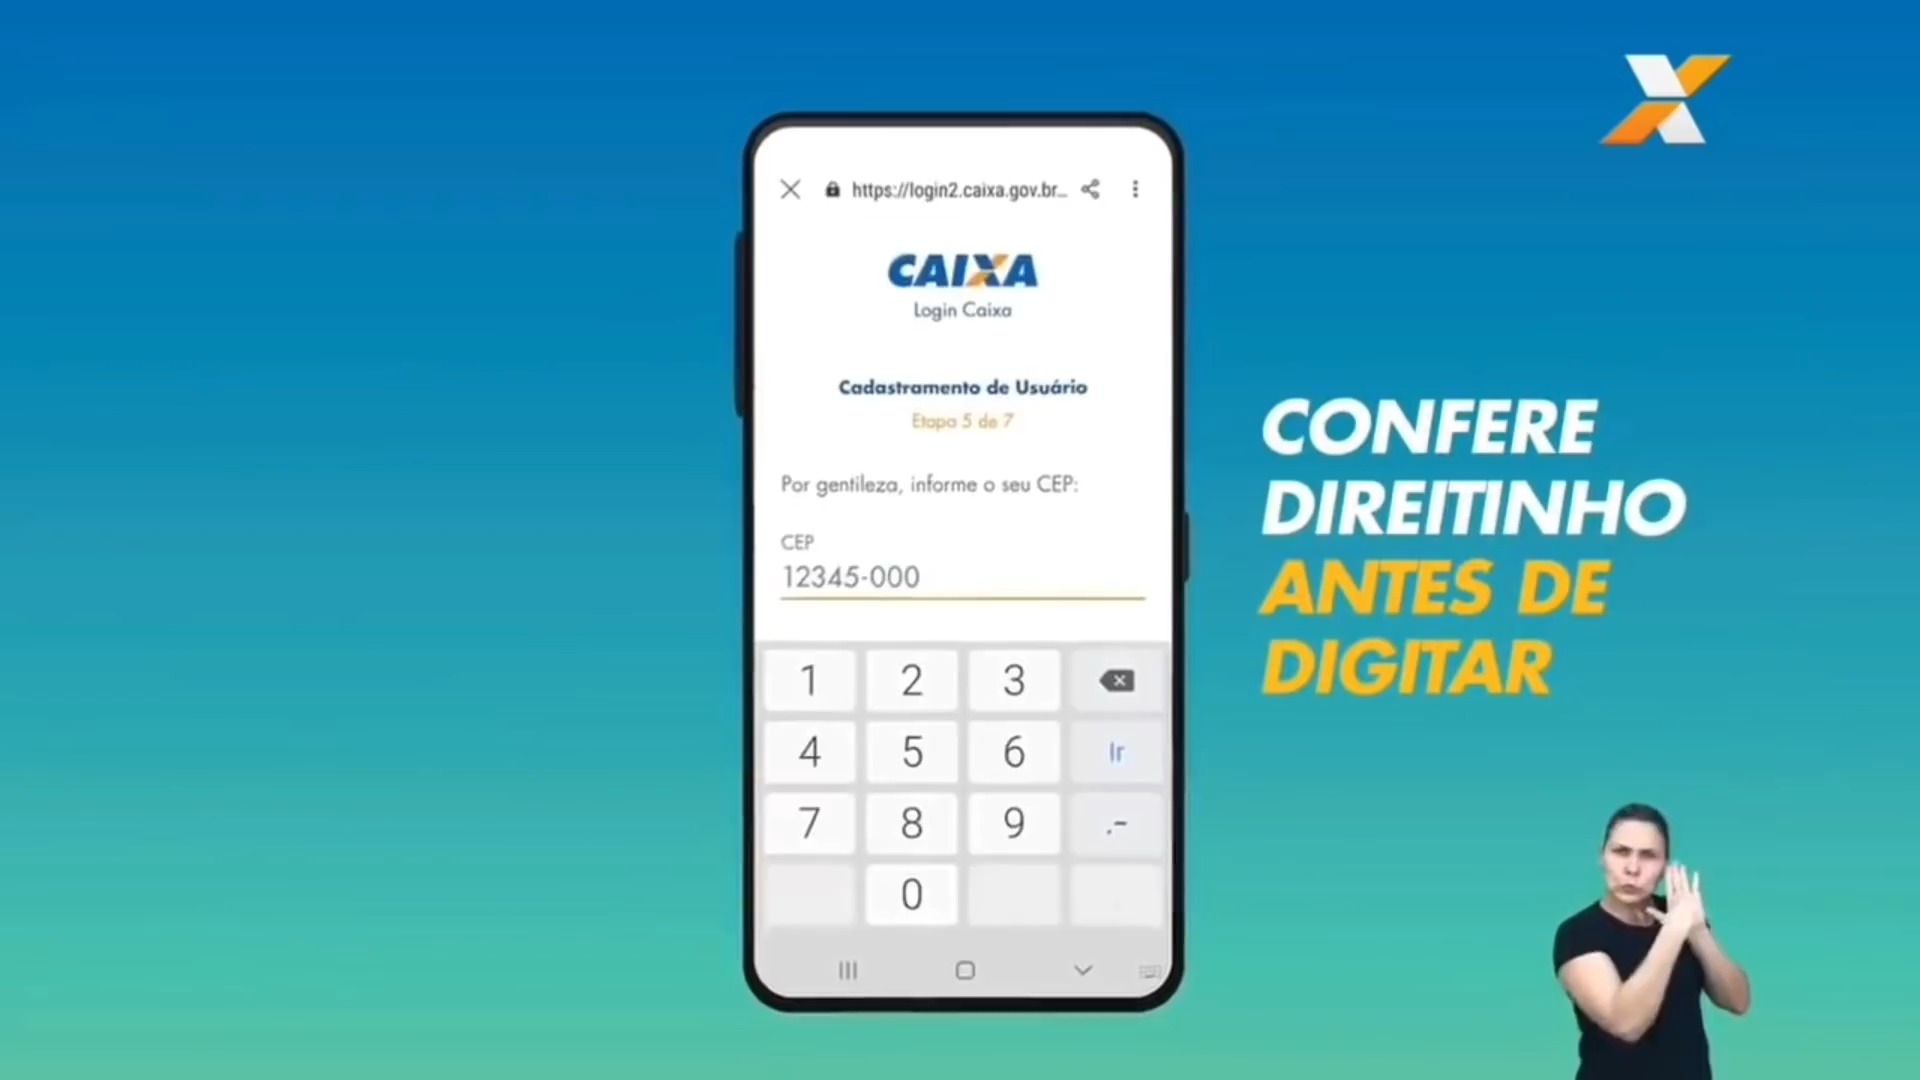 https://login2.caixa.gov.br...
CAIXA
Login Caixa
Cadastramento de Usuário
Etapa 5 de 7
Por gentileza, informe o seu CEP:
CEP
12345-000
1 2 3
4 5 6 Ir
7 8 9 .-
0
CONFERE
DIREITINHO
ANTES DE
DIGITAR